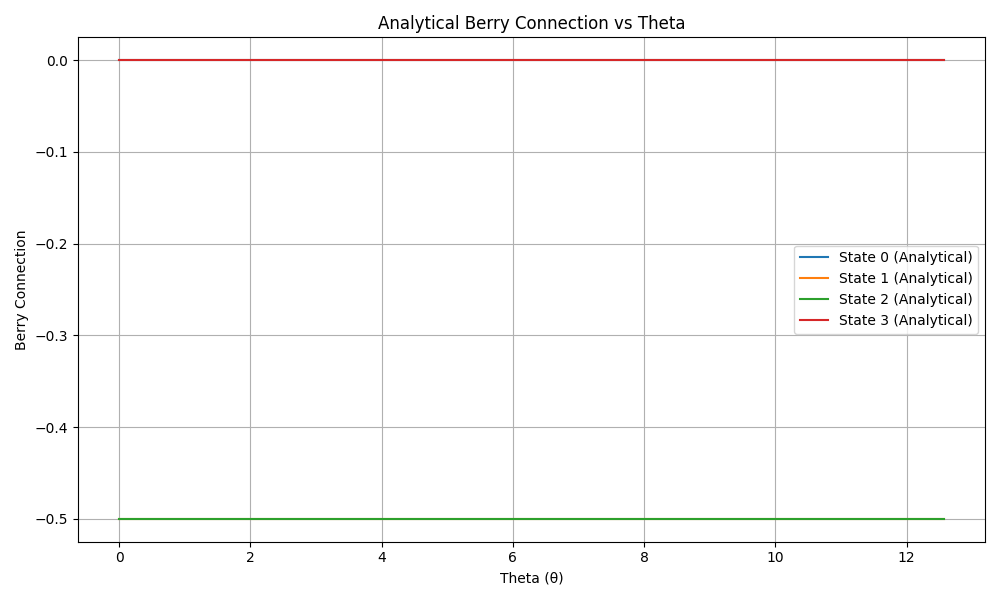 Analytical Berry Connection vs Theta
0.0
−0.1
−0.2
−0.3
−0.4
−0.5
Berry Connection
State 0 (Analytical)
State 1 (Analytical)
State 2 (Analytical)
State 3 (Analytical)
0 2 4 6 8 10 12
Theta (θ)